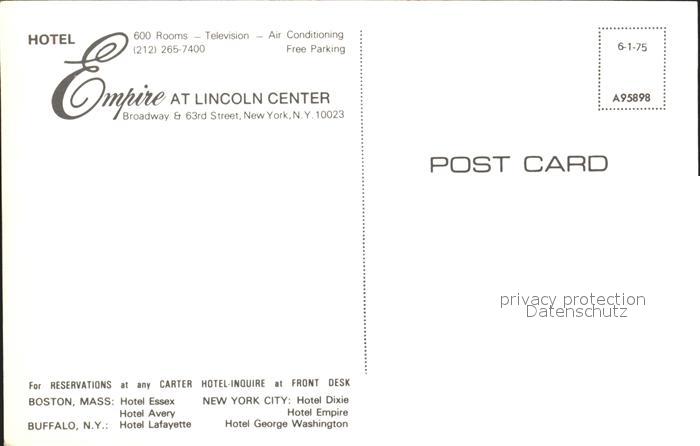 HOTEL
Empire AT LINCOLN CENTER
600 Rooms – Television – Air Conditioning
(212) 265-7400 Free Parking
Broadway & 63rd Street, New York, N.Y. 10023
6-1-75
A95898
POST CARD
privacy protection
Datenschutz
For RESERVATIONS at any CARTER HOTEL-INQUIRE at FRONT DESK
BOSTON, MASS: Hotel Essex NEW YORK CITY: Hotel Dixie
Hotel Avery Hotel Empire
BUFFALO, N.Y.: Hotel Lafayette Hotel George Washington